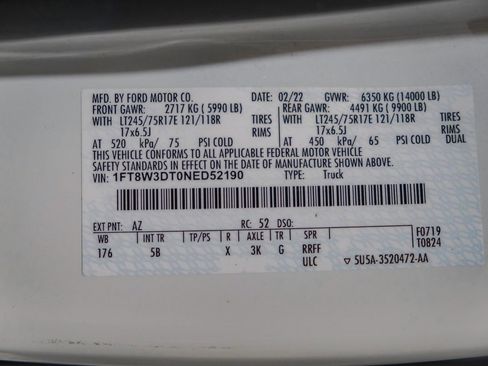 MFD. BY FORD MOTOR CO. 02/22 GVWR: 6350 KG (14000 LB)
FRONT GAWR: 2717 KG (5990 LB) REAR GAWR: 4491 KG (9900 LB)
WITH LT245/75R17E 121/118R TIRES WITH LT245/75R17E 121/118R TIRES
17x6.5J RIMS 17x6.5J RIMS
AT 520 kPa/ 75 PSI COLD AT 450 kPa/ 65 PSI COLD
THIS VEHICLE CONFORMS TO ALL APPLICABLE FEDERAL MOTOR VEHICLE
SAFETY STANDARDS IN EFFECT ON THE DATE OF MANUFACTURE SHOWN ABOVE.
VIN: 1FT8W3DT0NED52190 TYPE: Truck
EXT PNT: AZ RC: 52 DSO:
WB INT TR TP/PS R AXLE TR SPR F0719
176 5B X 3K G RRFF T0824
ULC ▽ 5U5A-3520472-AA